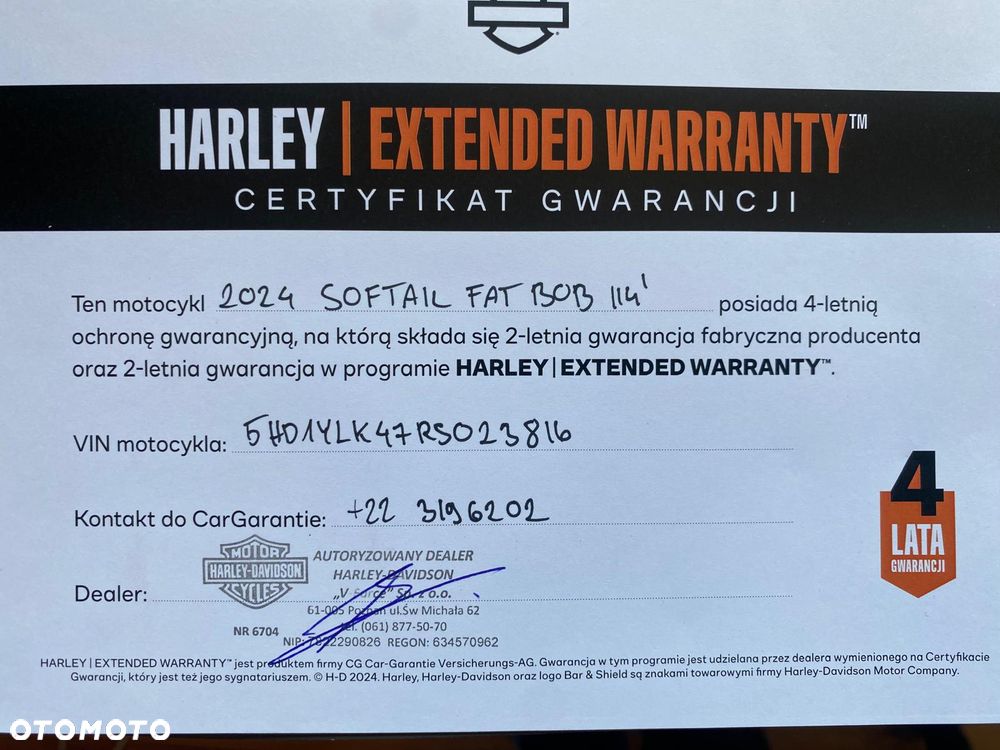 HARLEY | EXTENDED WARRANTY™
CERTYFIKAT GWARANCJI
Ten motocykl 2024 SOFTAIL FAT BOB 114' posiada 4-letnią
ochronę gwarancyjną, na którą składa się 2-letnia gwarancja fabryczna producenta
oraz 2-letnia gwarancja w programie HARLEY | EXTENDED WARRANTY™.
VIN motocykla: 5HD1YLK47RS023816
Kontakt do CarGarantie: +22 3196202
4
LATA
GWARANCJI
MOTOR
HARLEY-DAVIDSON
CYCLES
AUTORYZOWANY DEALER
HARLEY-DAVIDSON
Dealer: „V Force" Sp. z o.o.
61-005 Poznań ul.Św Michała 62
tel. (061) 877-50-70
NR 6704
NIP: 7822290826 REGON: 634570962
HARLEY | EXTENDED WARRANTY™ jest produktem firmy CG Car-Garantie Versicherungs-AG. Gwarancja w tym programie jest udzielana przez dealera wymienionego na Certyfikacie
Gwarancji, który jest też jego sygnatariuszem. © H-D 2024. Harley, Harley-Davidson oraz logo Bar & Shield są znakami towarowymi firmy Harley-Davidson Motor Company.
OTOMOTO